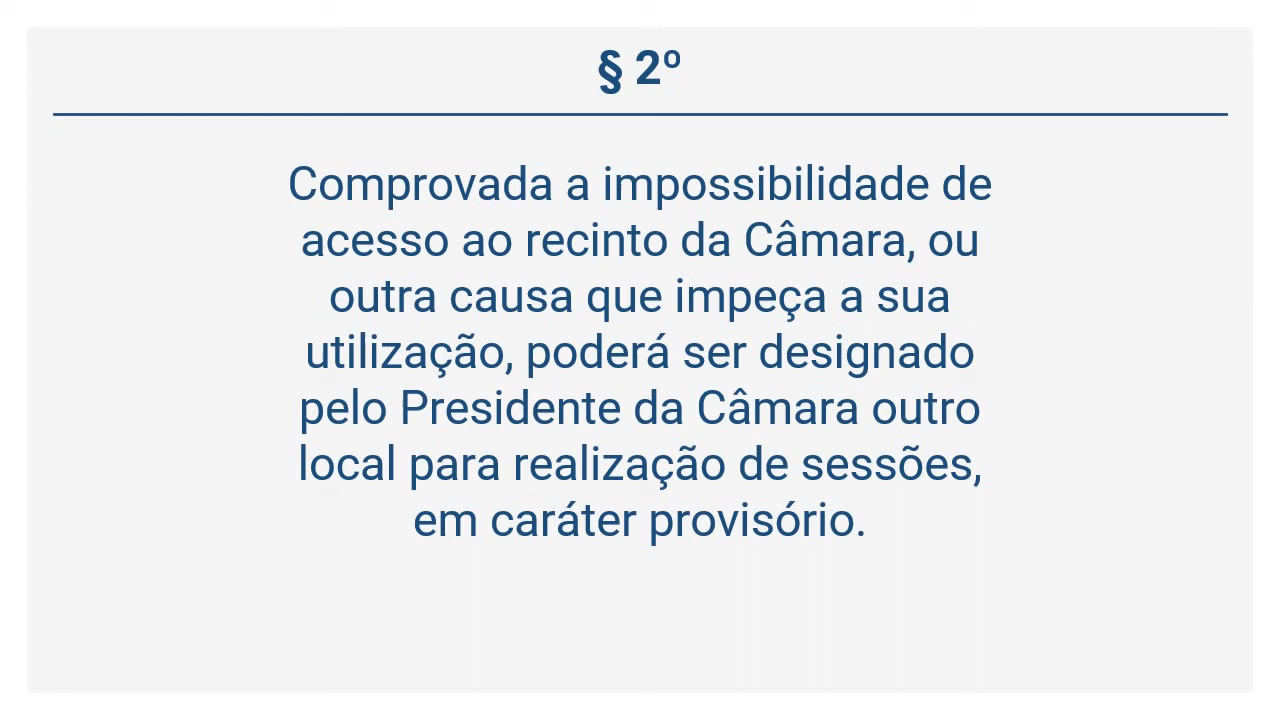 § 2º
Comprovada a impossibilidade de
acesso ao recinto da Câmara, ou
outra causa que impeça a sua
utilização, poderá ser designado
pelo Presidente da Câmara outro
local para realização de sessões,
em caráter provisório.